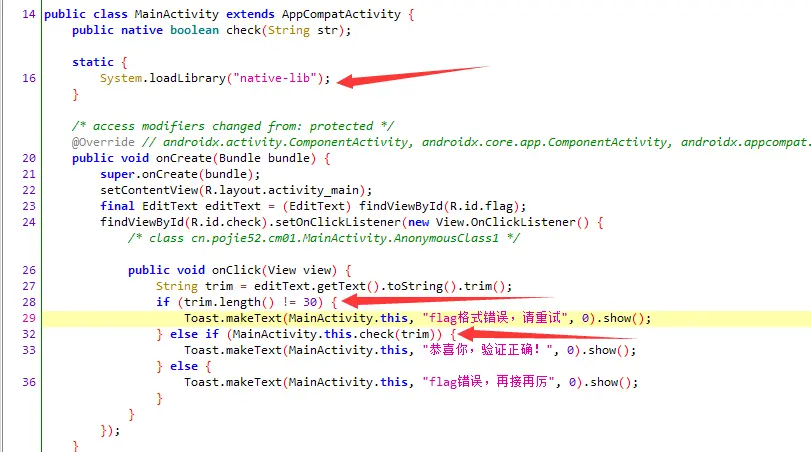 14 public class MainActivity extends AppCompatActivity {
public native boolean check(String str);
static {
16 System.loadLibrary("native-lib");
}
/* access modifiers changed from: protected */
@Override // androidx.activity.ComponentActivity, androidx.core.app.ComponentActivity, androidx.appcompat.
20 public void onCreate(Bundle bundle) {
21 super.onCreate(bundle);
22 setContentView(R.layout.activity_main);
23 final EditText editText = (EditText) findViewById(R.id.flag);
24 findViewById(R.id.check).setOnClickListener(new View.OnClickListener() {
/* class cn.pojie52.cm01.MainActivity.AnonymousClass1 */
26 public void onClick(View view) {
27 String trim = editText.getText().toString().trim();
28 if (trim.length() != 30) {
29 Toast.makeText(MainActivity.this, "flag格式错误，请重试", 0).show();
32 } else if (MainActivity.this.check(trim)) {
33 Toast.makeText(MainActivity.this, "恭喜你，验证正确！", 0).show();
} else {
36 Toast.makeText(MainActivity.this, "flag错误，再接再厉", 0).show();
}
}
});
}